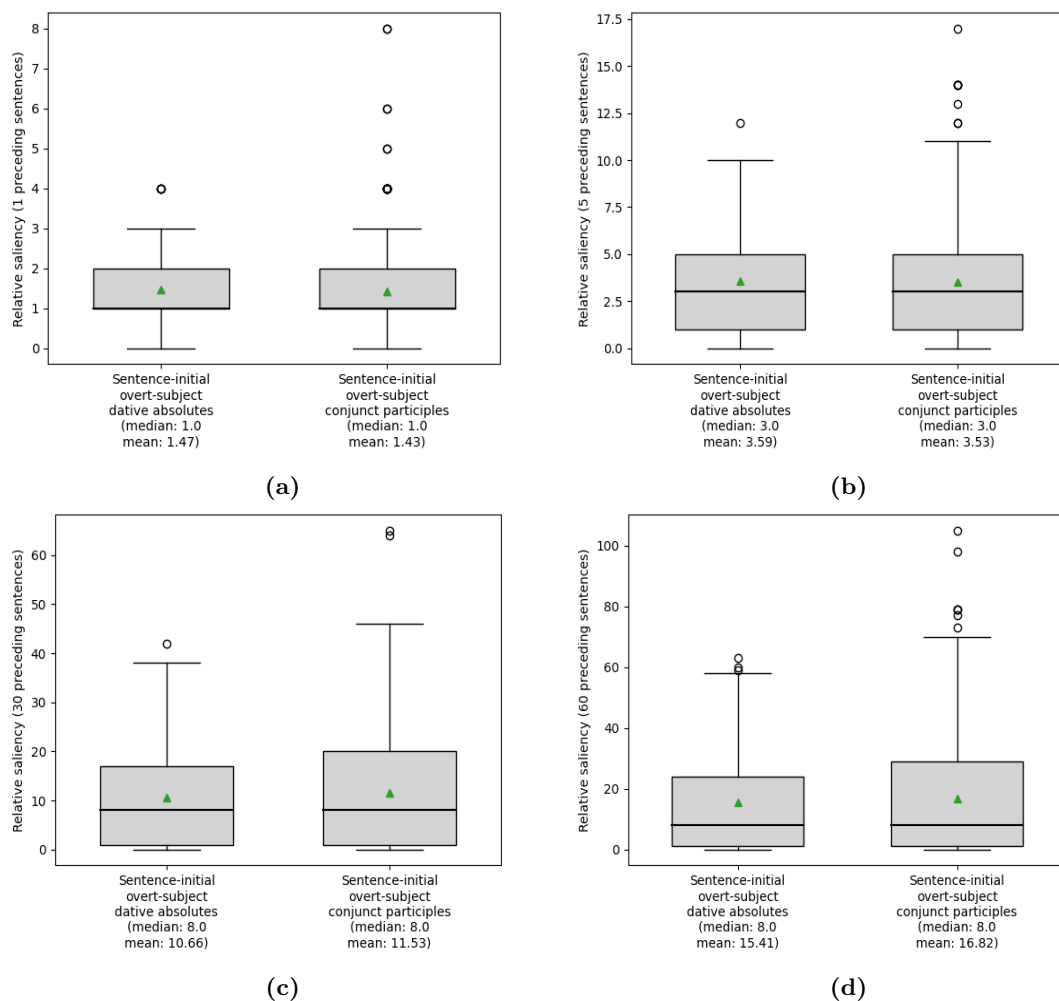 Relative saliency (1 preceding sentences)
8
7
6
5
4
3
2
1
0
Sentence-initial
overt-subject
dative absolutes
(median: 1.0
mean: 1.47)
Sentence-initial
overt-subject
conjunct participles
(median: 1.0
mean: 1.43)
(a)
Relative saliency (5 preceding sentences)
17.5
15.0
12.5
10.0
7.5
5.0
2.5
0.0
Sentence-initial
overt-subject
dative absolutes
(median: 3.0
mean: 3.59)
Sentence-initial
overt-subject
conjunct participles
(median: 3.0
mean: 3.53)
(b)
Relative saliency (30 preceding sentences)
60
50
40
30
20
10
0
Sentence-initial
overt-subject
dative absolutes
(median: 8.0
mean: 10.66)
Sentence-initial
overt-subject
conjunct participles
(median: 8.0
mean: 11.53)
(c)
Relative saliency (60 preceding sentences)
100
80
60
40
20
0
Sentence-initial
overt-subject
dative absolutes
(median: 8.0
mean: 15.41)
Sentence-initial
overt-subject
conjunct participles
(median: 8.0
mean: 16.82)
(d)